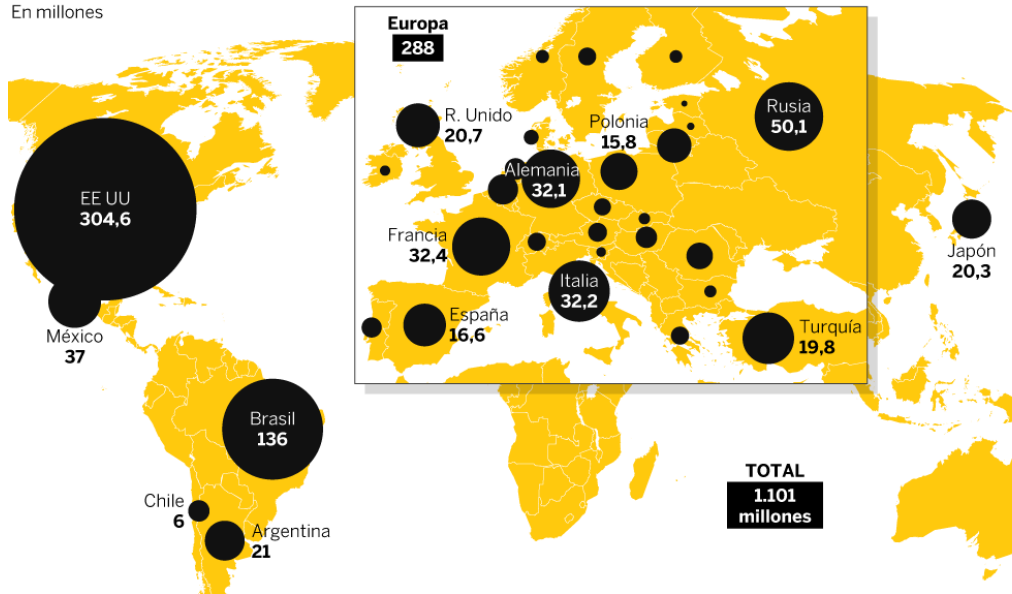 En millones
Europa
288
R. Unido
20,7
Polonia
15,8
Rusia
50,1
Alemania
32,1
EE UU
304,6
Francia
32,4
Italia
32,2
España
16,6
Turquía
19,8
Japón
20,3
México
37
Brasil
136
Chile
6
Argentina
21
TOTAL
1.101
millones